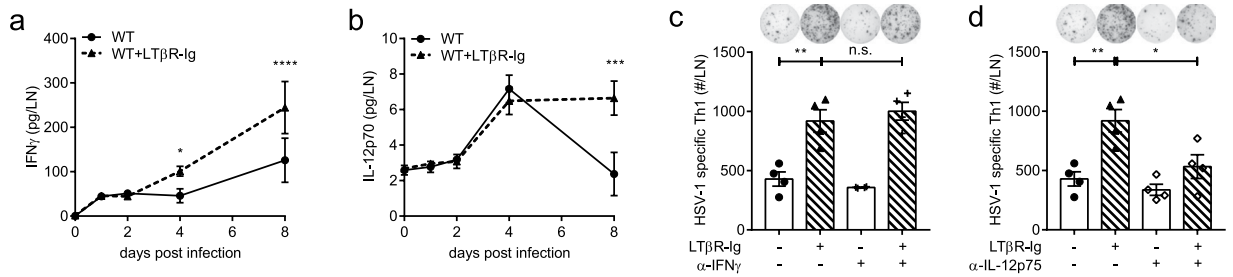 a
WT
WT+LTβR-Ig
400
300
200
100
0
IFNγ (pg/LN)
*
****
0 2 4 6 8
days post infection
b
WT
WT+LTβR-Ig
10
8
6
4
2
0
IL-12p70 (pg/LN)
***
0 2 4 6 8
days post infection
c
1500
1000
500
0
HSV-1 specific Th1 (#/LN)
** n.s.
LTβR-Ig - + - +
α-IFNγ - - + +
d
1500
1000
500
0
HSV-1 specific Th1 (#/LN)
** *
LTβR-Ig - + - +
α-IL-12p75 - - + +